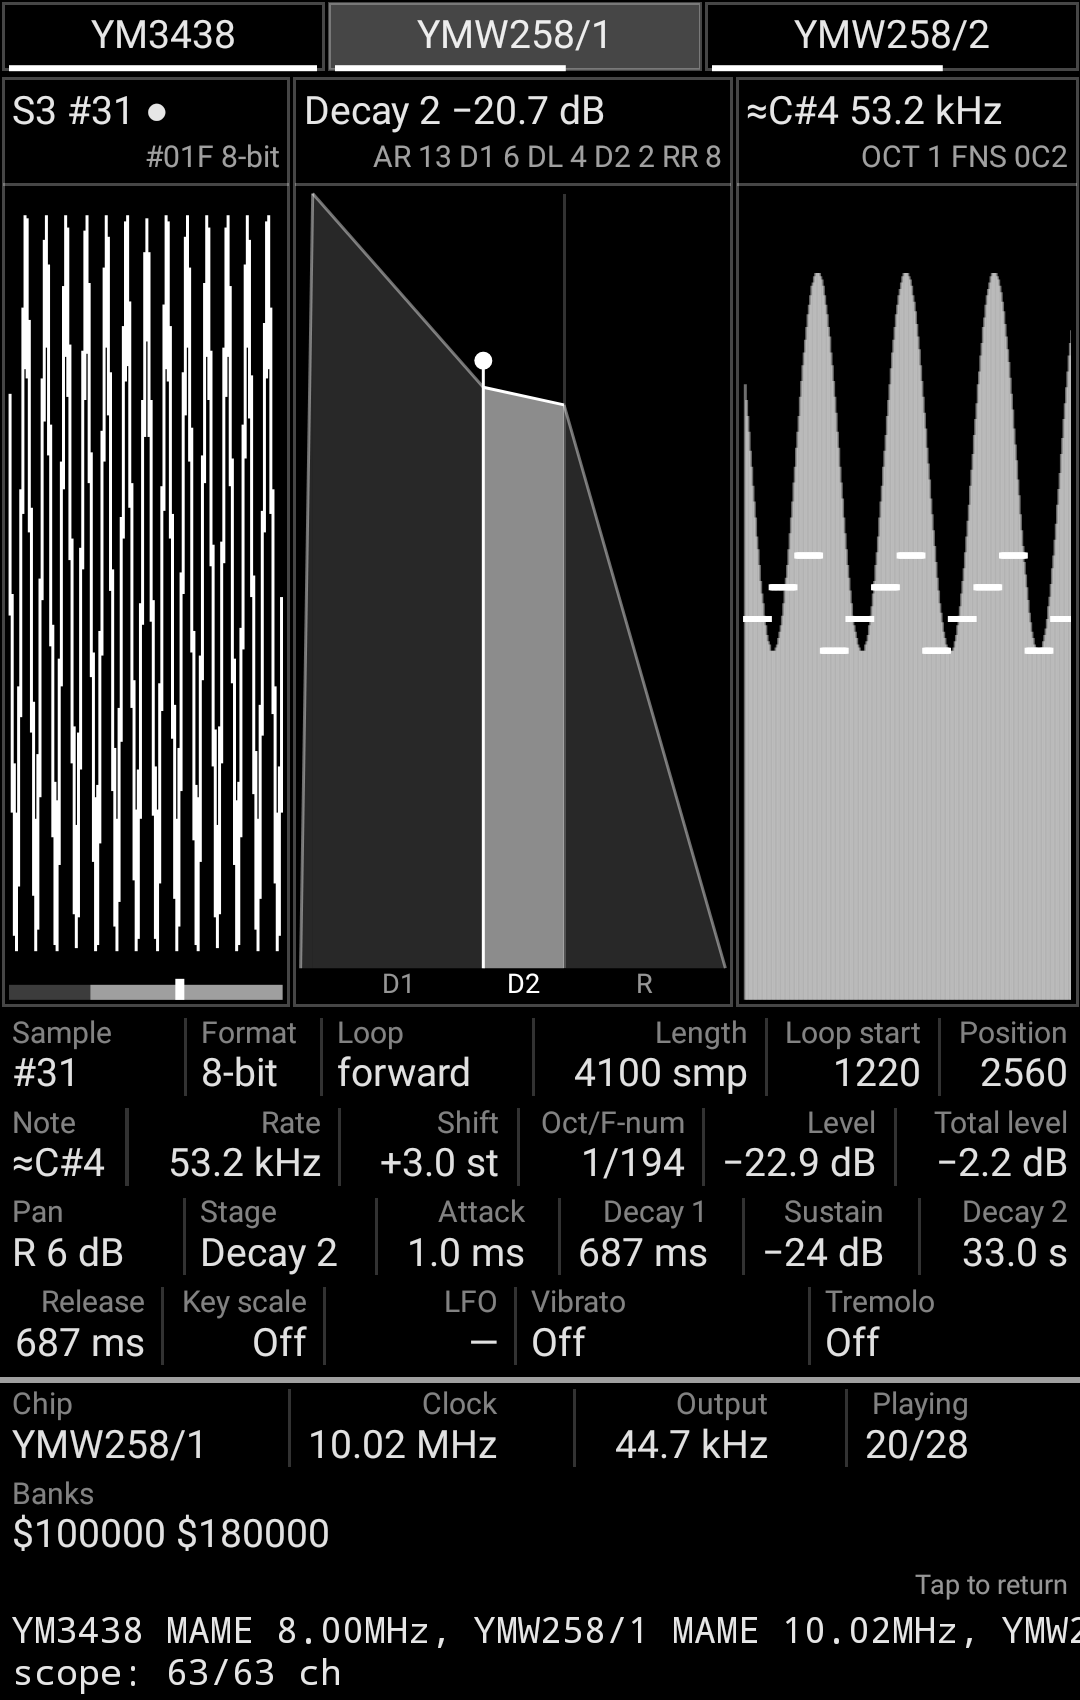 YM3438 YMW258/1 YMW258/2
S3 #31 ● Decay 2 −20.7 dB ≈C#4 53.2 kHz
#01F 8-bit AR 13 D1 6 DL 4 D2 2 RR 8 OCT 1 FNS 0C2
D1 D2 R
Sample Format Loop Length Loop start Position
#31 8-bit forward 4100 smp 1220 2560
Note Rate Shift Oct/F-num Level Total level
≈C#4 53.2 kHz +3.0 st 1/194 −22.9 dB −2.2 dB
Pan Stage Attack Decay 1 Sustain Decay 2
R 6 dB Decay 2 1.0 ms 687 ms −24 dB 33.0 s
Release Key scale LFO Vibrato Tremolo
687 ms Off — Off Off
Chip Clock Output Playing
YMW258/1 10.02 MHz 44.7 kHz 20/28
Banks
$100000 $180000
Tap to return
YM3438 MAME 8.00MHz, YMW258/1 MAME 10.02MHz, YMW2
scope: 63/63 ch